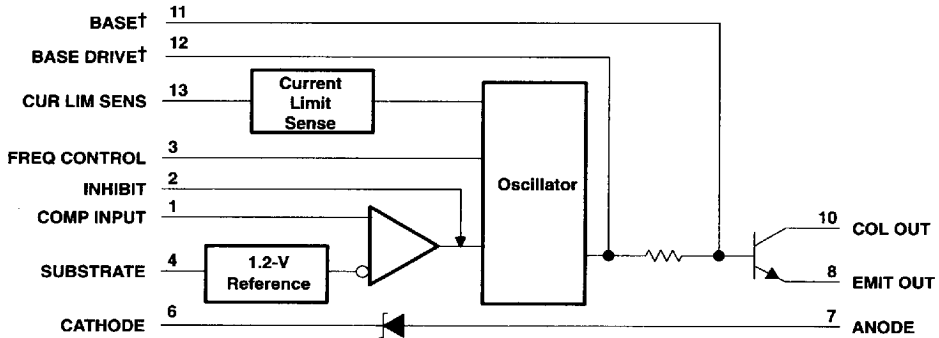 BASE† 11
BASE DRIVE† 12
CUR LIM SENS 13
Current
Limit
Sense
FREQ CONTROL 3
INHIBIT 2
COMP INPUT 1
Oscillator
SUBSTRATE 4
1.2-V
Reference
CATHODE 6
10 COL OUT
8 EMIT OUT
7 ANODE